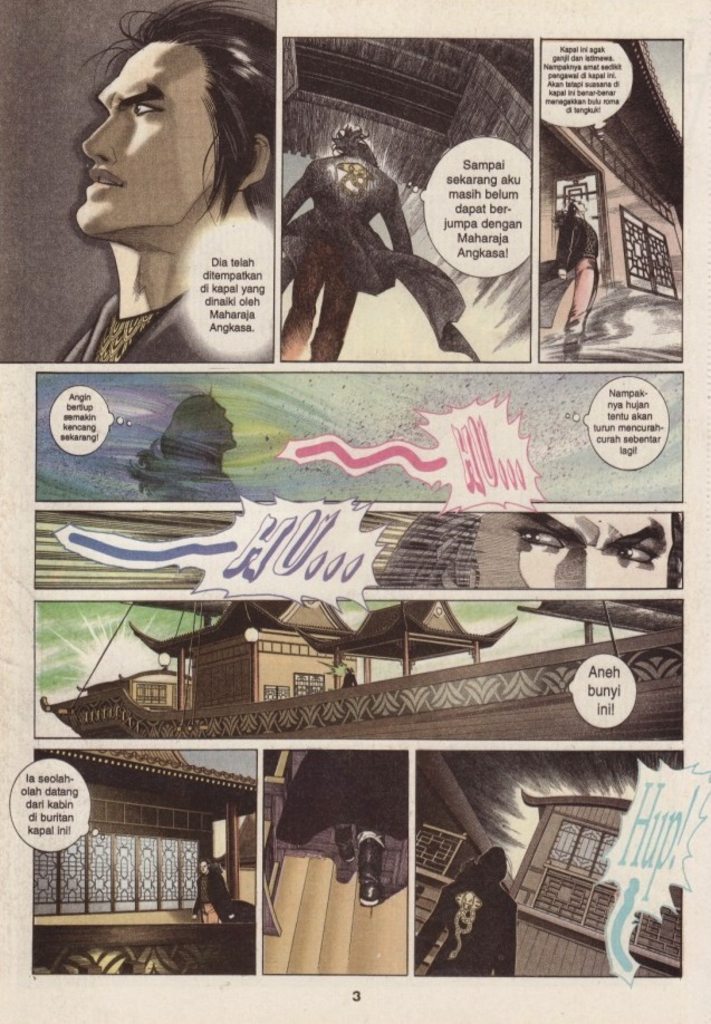 Dia telah
ditempatkan
di kapal yang
dinaiki oleh
Maharaja
Angkasa.
Sampai
sekarang aku
masih belum
dapat ber-
jumpa dengan
Maharaja
Angkasa!
Kapal ini agak
ganjil dan istimewa.
Nampaknya amat sedikit
pengawal di kapal ini.
Akan tetapi suasana di
kapal ini benar-benar
menegakkan bulu roma
di tengkuk!
Angin
bertiup
semakin
kencang
sekarang!
HU...
Nampak-
nya hujan
tentu akan
turun mencurah-
curah sebentar
lagi!
HU....
Aneh
bunyi
ini!
Ia seolah-
olah datang
dari kabin
di buritan
kapal ini!
Hup!
3